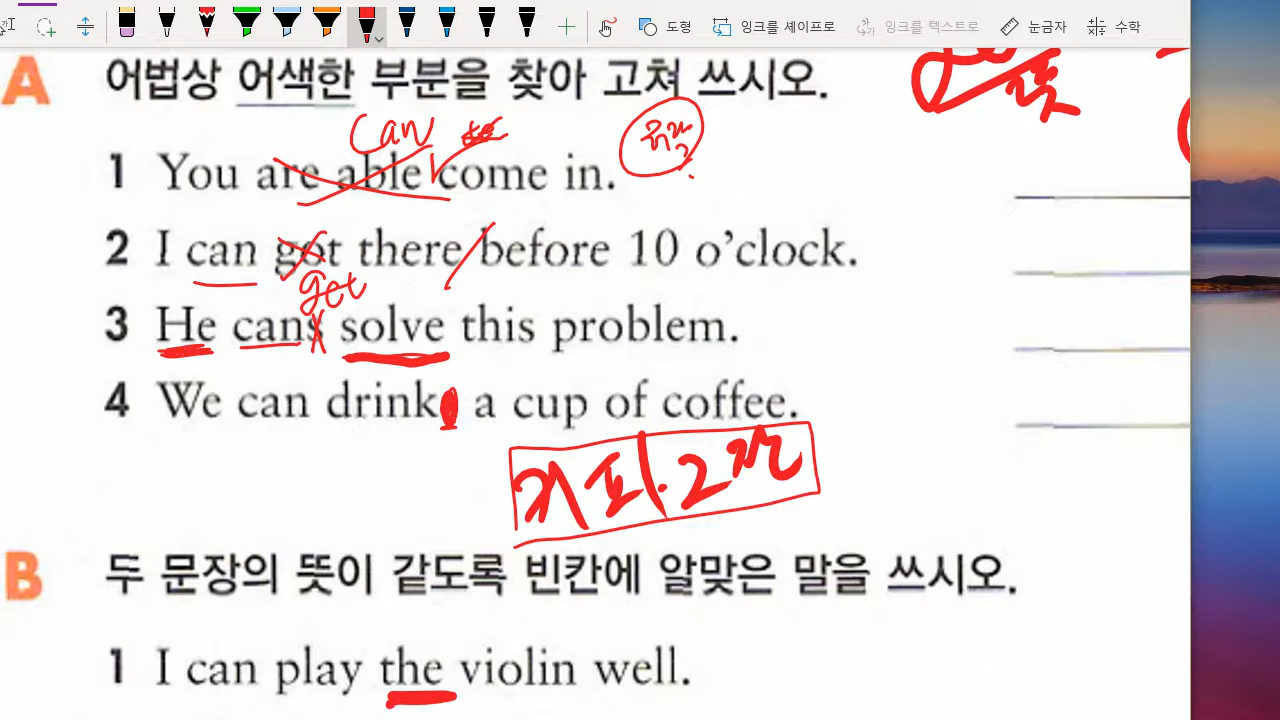 도형 잉크를 셰이프로 잉크를 텍스트로 눈금자 수학
A 어법상 어색한 부분을 찾아 고쳐 쓰시오.
can
1 You are able come in.
2 I can got there before 10 o'clock.
get
3 He cans solve this problem.
4 We can drink a cup of coffee.
커피 2잔
B 두 문장의 뜻이 같도록 빈칸에 알맞은 말을 쓰시오.
1 I can play the violin well.